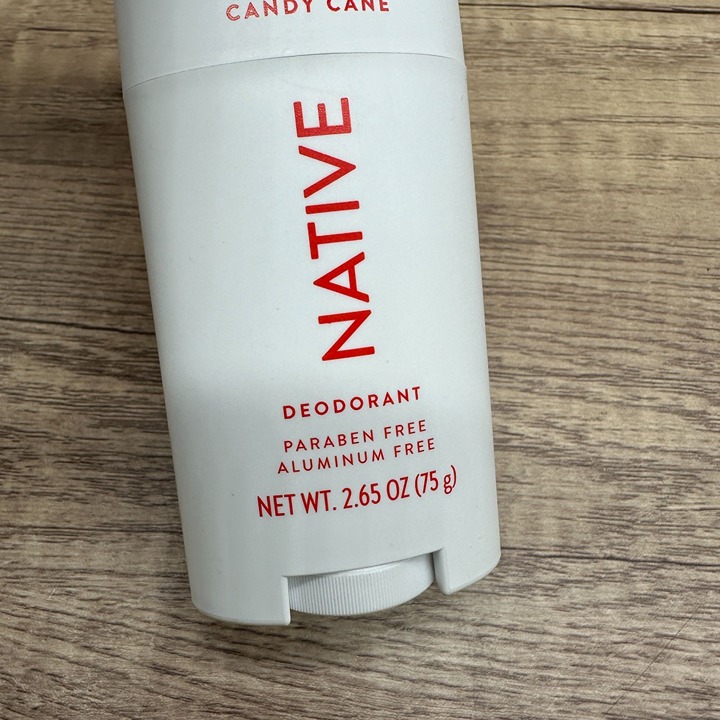 CANDY CANE
NATIVE
DEODORANT
PARABEN FREE
ALUMINUM FREE
NET WT. 2.65 OZ (75 g)